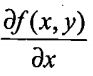 ∂f(x, y)
∂x